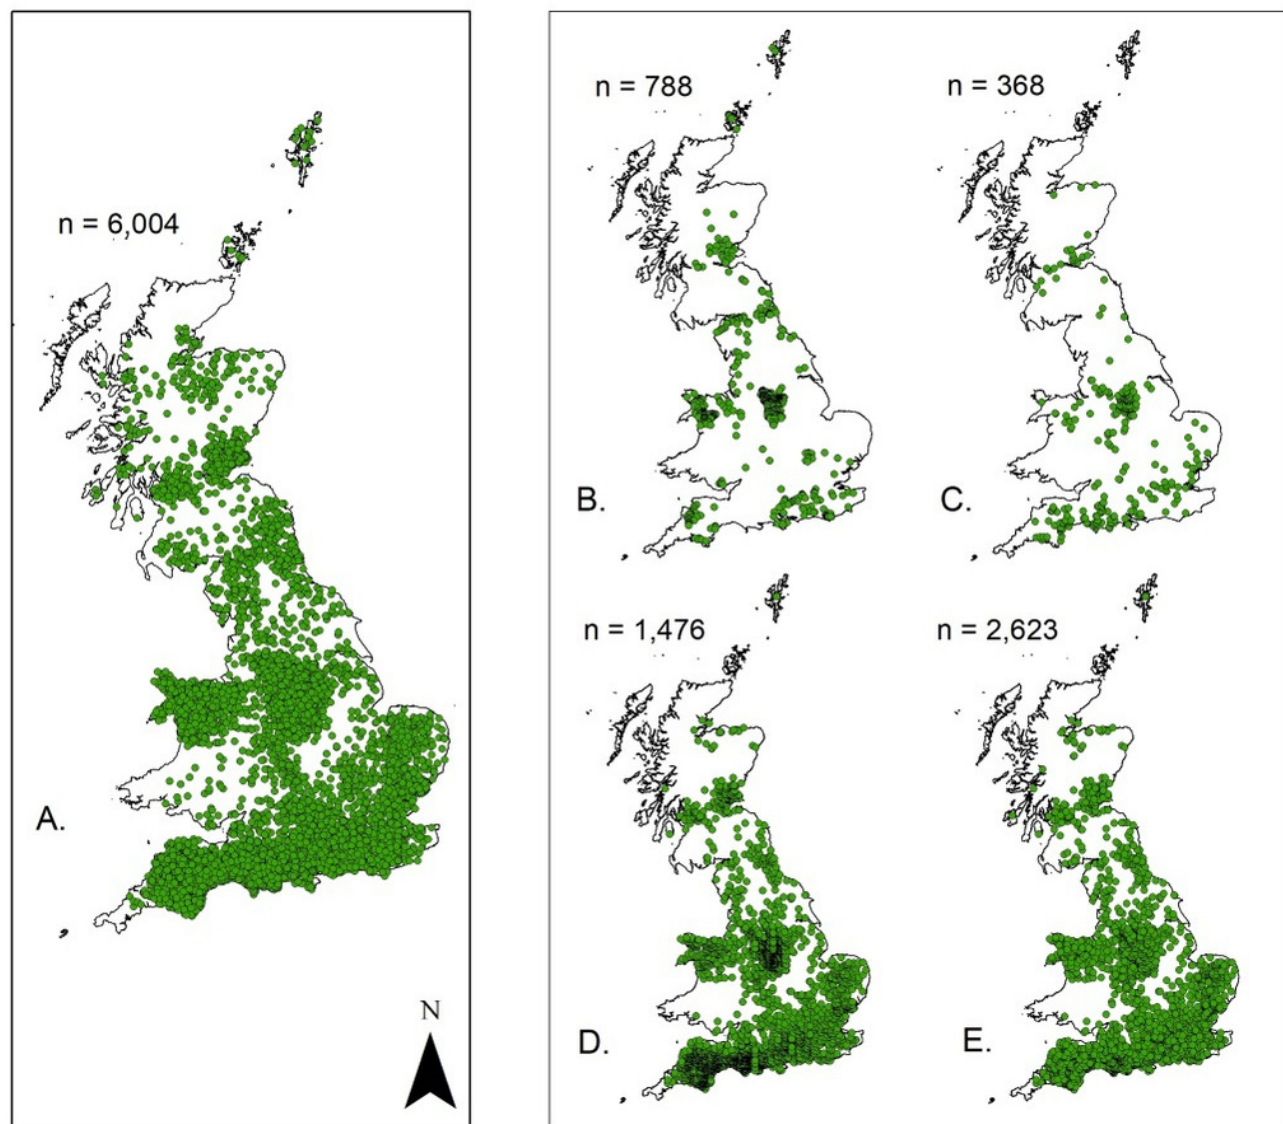 n = 6,004
A.
N
n = 788
B.
n = 368
C.
n = 1,476
D.
n = 2,623
E.